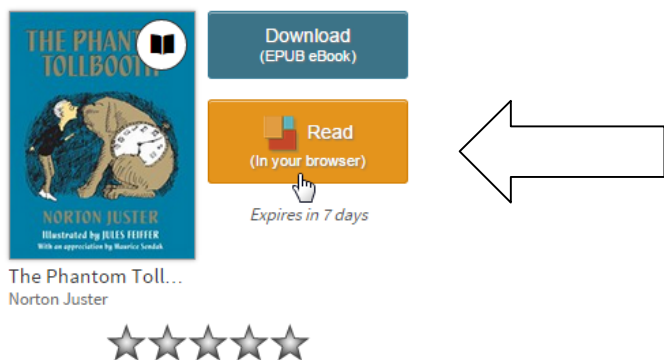 THE PHANTOM
TOLLBOOTH
NORTON JUSTER
Illustrated by JULES FEIFFER
With an appreciation by Maurice Sendak
Download
(EPUB eBook)
Read
(In your browser)
Expires in 7 days
The Phantom Toll...
Norton Juster